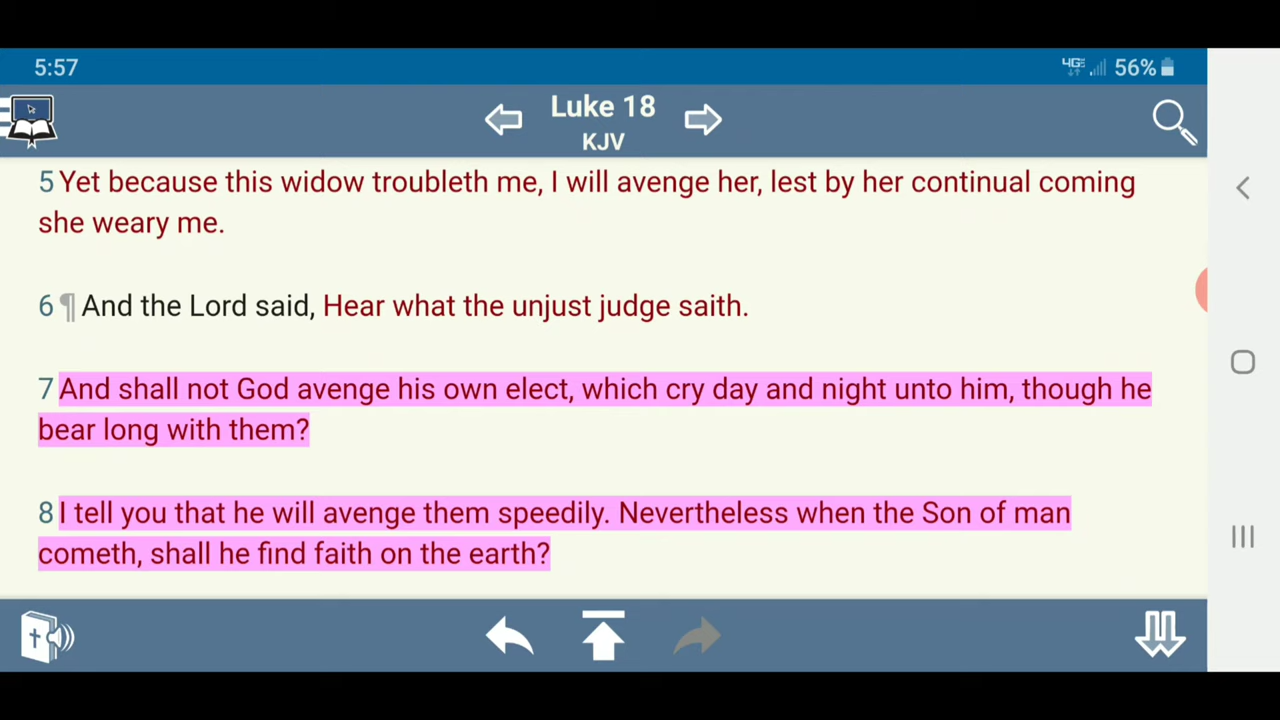 5:57
4GE 56%
Luke 18
KJV
5 Yet because this widow troubleth me, I will avenge her, lest by her continual coming
she weary me.
6 ¶ And the Lord said, Hear what the unjust judge saith.
7 And shall not God avenge his own elect, which cry day and night unto him, though he
bear long with them?
8 I tell you that he will avenge them speedily. Nevertheless when the Son of man
cometh, shall he find faith on the earth?